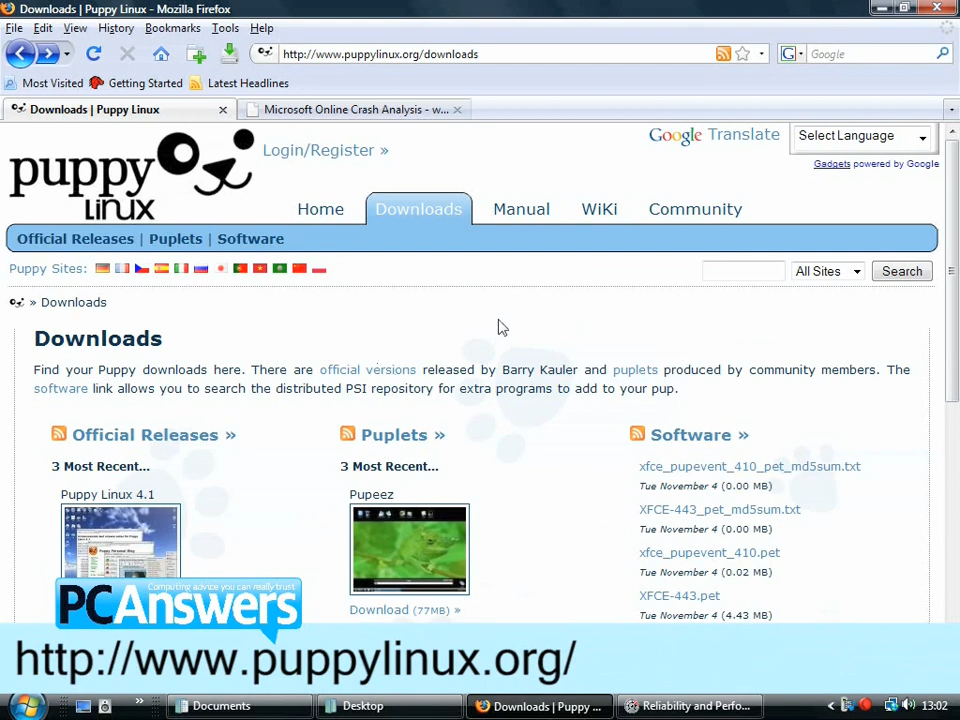 Downloads | Puppy Linux - Mozilla Firefox
File Edit View History Bookmarks Tools Help
http://www.puppylinux.org/downloads
G Google
Most Visited Getting Started Latest Headlines
Downloads | Puppy Linux
Microsoft Online Crash Analysis - w...
puppy
LINUX
Login/Register »
Google Translate
Select Language
Gadgets powered by Google
Home Downloads Manual WiKi Community
Official Releases | Puplets | Software
Puppy Sites:
All Sites
Search
» Downloads
Downloads
Find your Puppy downloads here. There are official versions released by Barry Kauler and puplets produced by community members. The
software link allows you to search the distributed PSI repository for extra programs to add to your pup.
Official Releases »
3 Most Recent...
Puppy Linux 4.1
Puplets »
3 Most Recent...
Pupeez
Download (77MB) »
Software »
xfce_pupevent_410_pet_md5sum.txt
Tue November 4 (0.00 MB)
XFCE-443_pet_md5sum.txt
Tue November 4 (0.00 MB)
xfce_pupevent_410.pet
Tue November 4 (0.02 MB)
XFCE-443.pet
Tue November 4 (4.43 MB)
Computing advice you can really trust
PCAnswers
http://www.puppylinux.org/
Documents
Desktop
Downloads | Puppy ...
Reliability and Perfo...
13:02